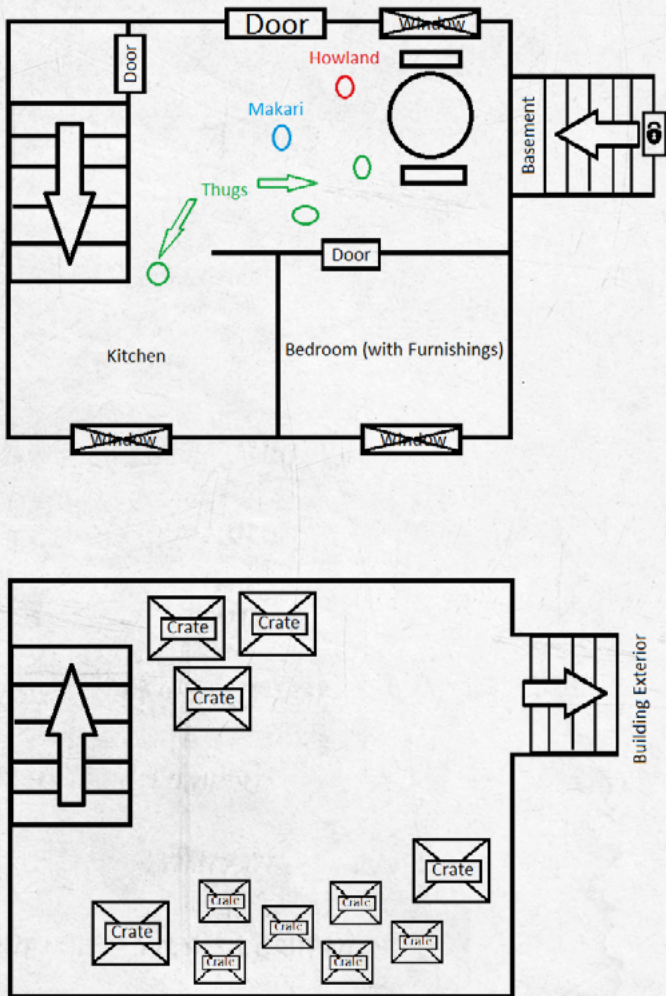 Door
Window
Door
Howland
Makari
Basement
Thugs
Door
Kitchen
Bedroom (with Furnishings)
Window
Window
Crate
Crate
Crate
Building Exterior
Crate
Crate
Crate
Crate
Crate
Crate
Crate
Crate